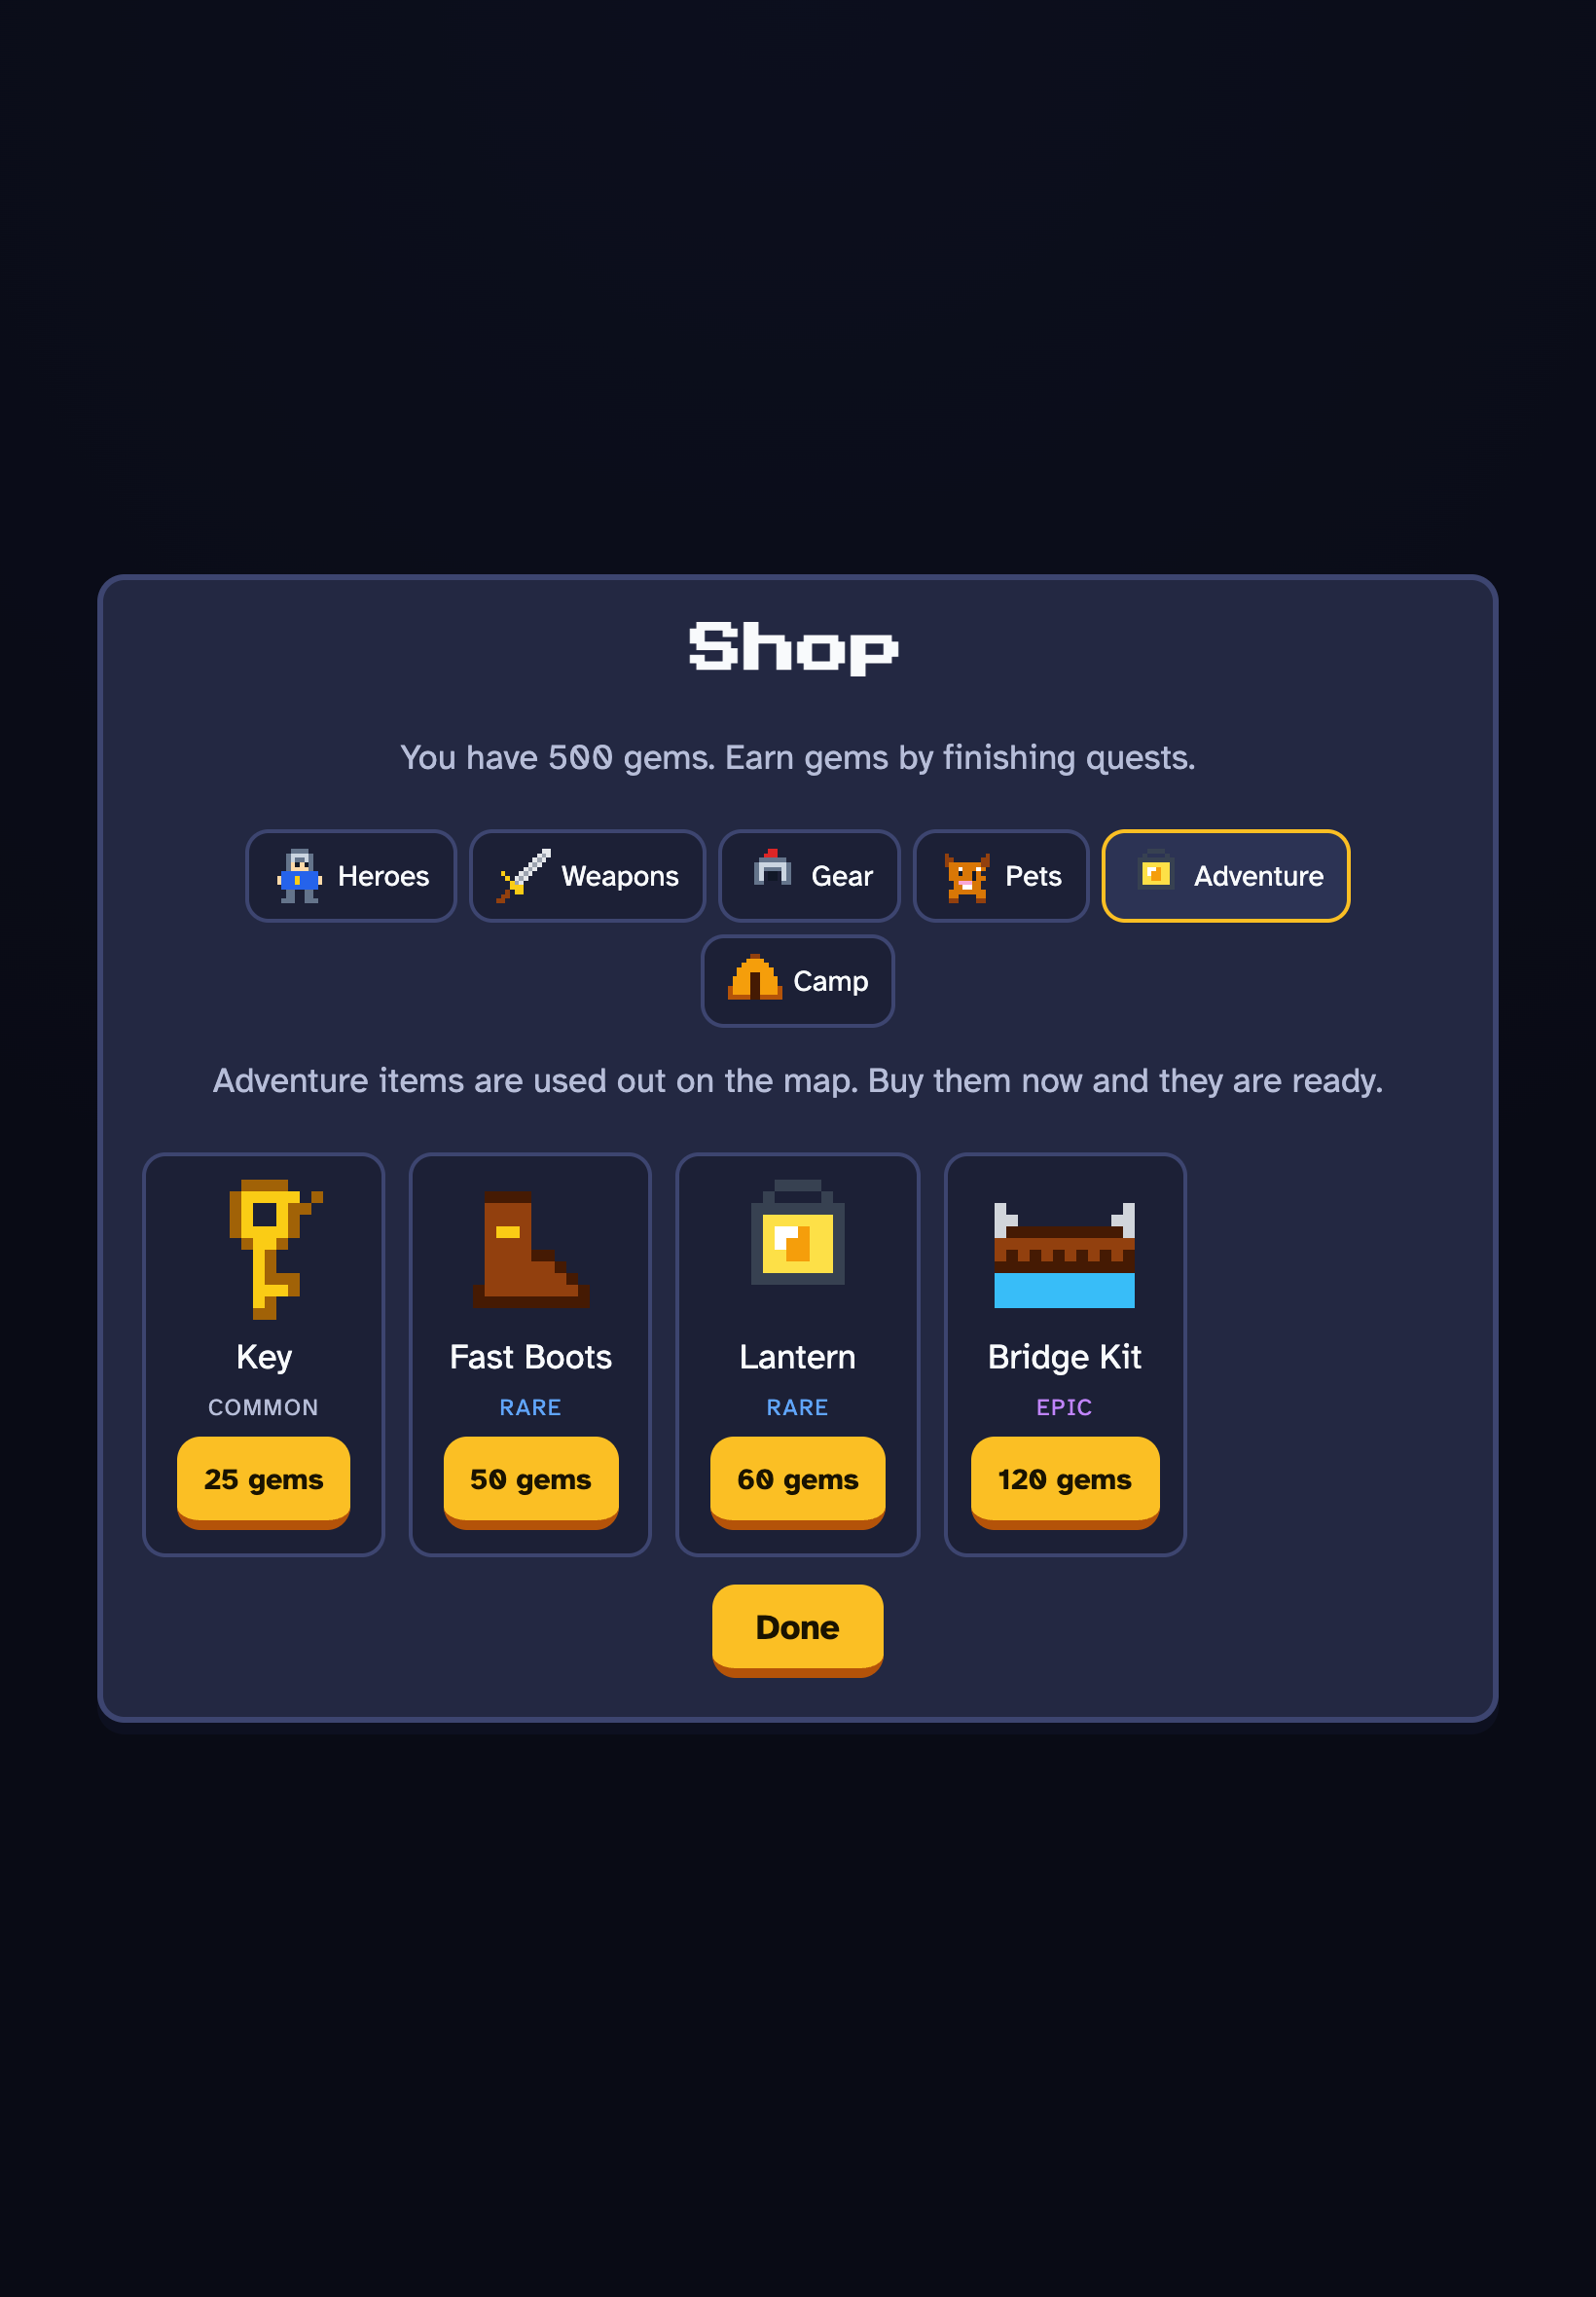 Shop
You have 500 gems. Earn gems by finishing quests.
Heroes
Weapons
Gear
Pets
Adventure
Camp
Adventure items are used out on the map. Buy them now and they are ready.
Key
COMMON
25 gems
Fast Boots
RARE
50 gems
Lantern
RARE
60 gems
Bridge Kit
EPIC
120 gems
Done